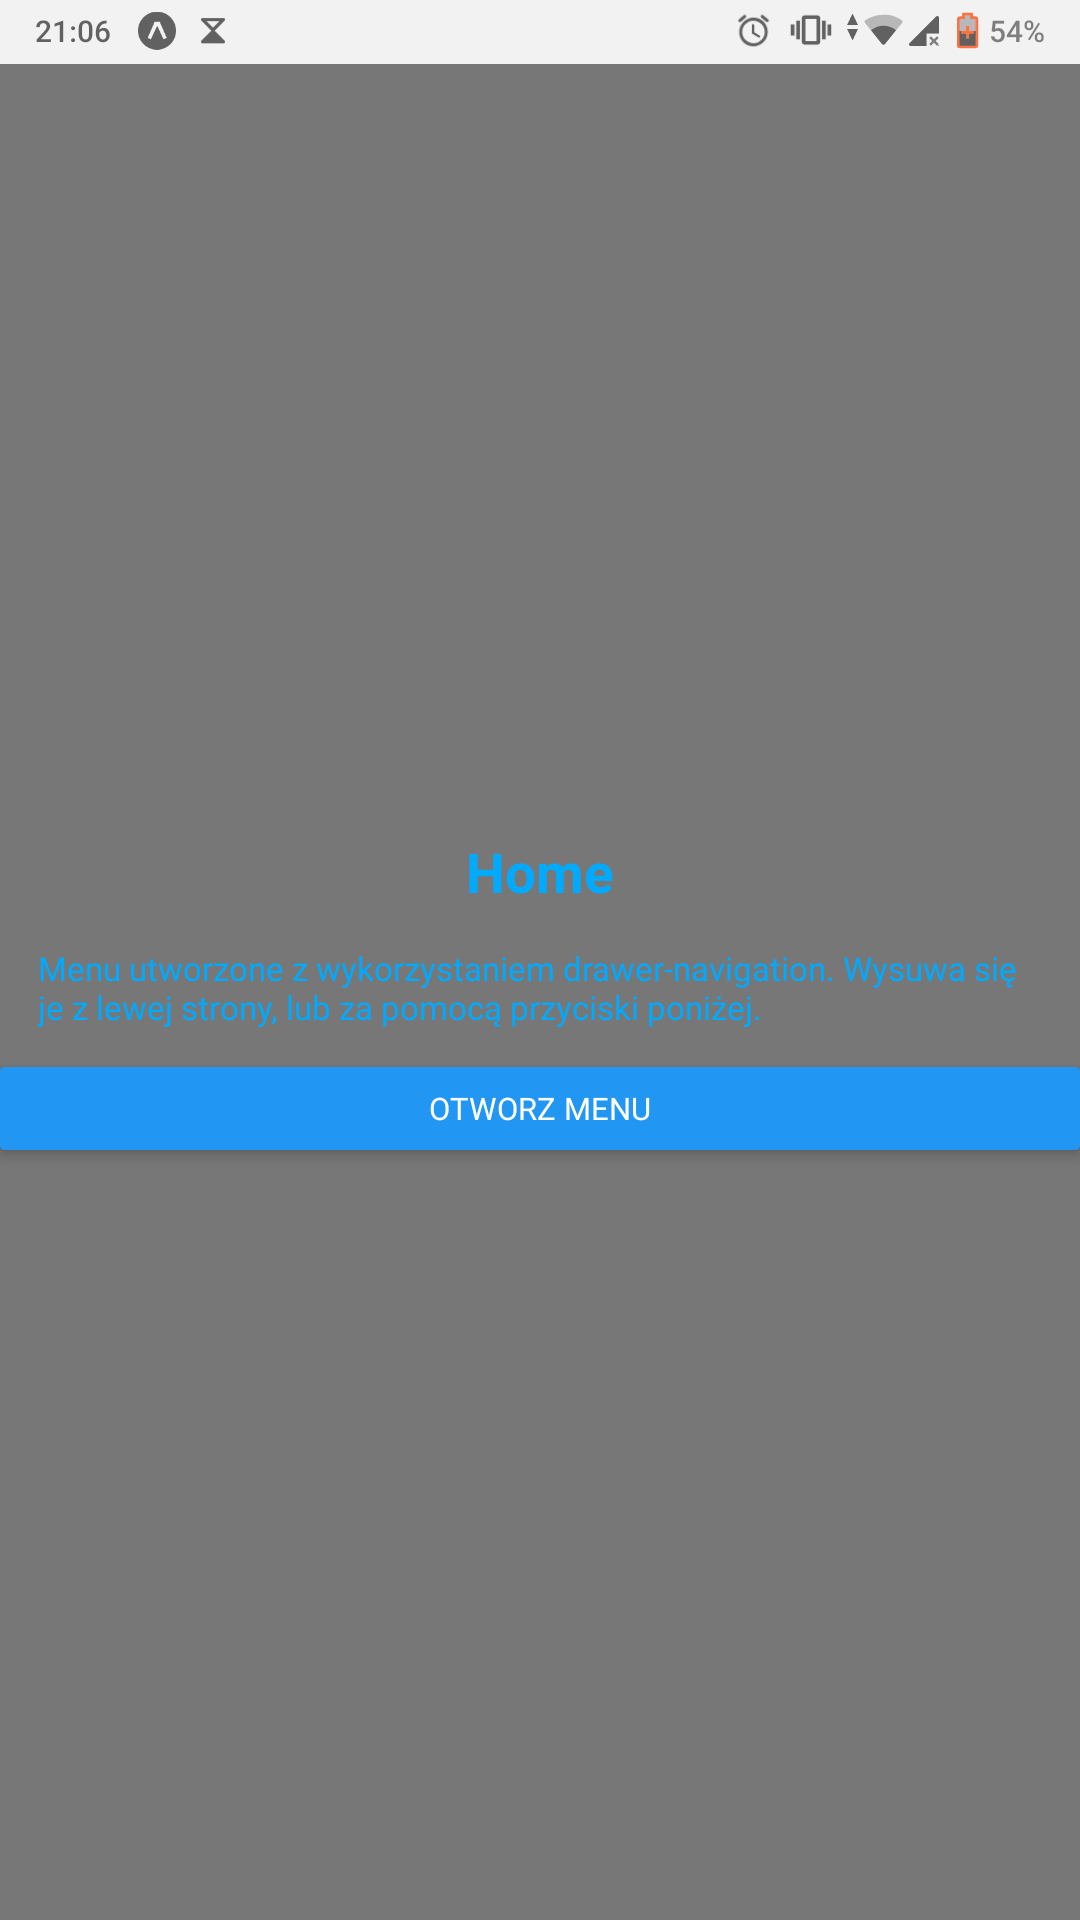 21:06
54%
Home
Menu utworzone z wykorzystaniem drawer-navigation. Wysuwa się
je z lewej strony, lub za pomocą przyciski poniżej.
OTWORZ MENU